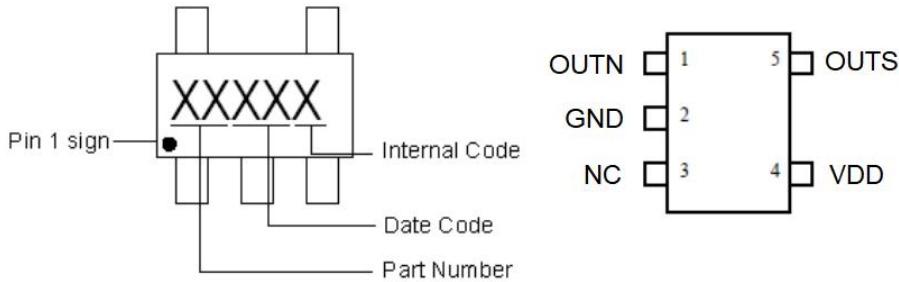 XXXXX
Pin 1 sign
Internal Code
Date Code
Part Number
OUTN 1 5 OUTS
GND 2
NC 3 4 VDD